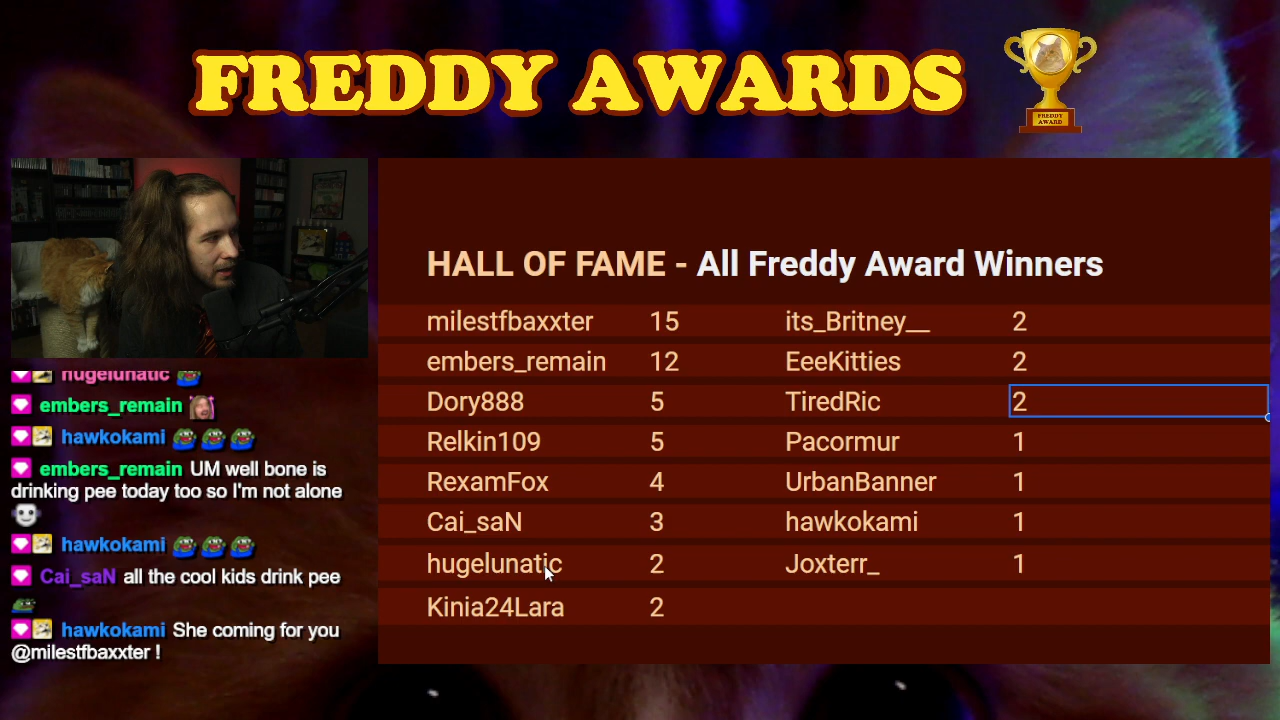 FREDDY AWARDS
FREDDY
AWARD
HALL OF FAME - All Freddy Award Winners
milestfbaxxter 15 its_Britney__ 2
embers_remain 12 EeeKitties 2
Dory888 5 TiredRic 2
Relkin109 5 Pacormur 1
RexamFox 4 UrbanBanner 1
Cai_saN 3 hawkokami 1
hugelunatic 2 Joxterr_ 1
Kinia24Lara 2
hugelunatic
embers_remain
hawkokami
embers_remain UM well bone is
drinking pee today too so I'm not alone
hawkokami
Cai_saN all the cool kids drink pee
hawkokami She coming for you
@milestfbaxxter !